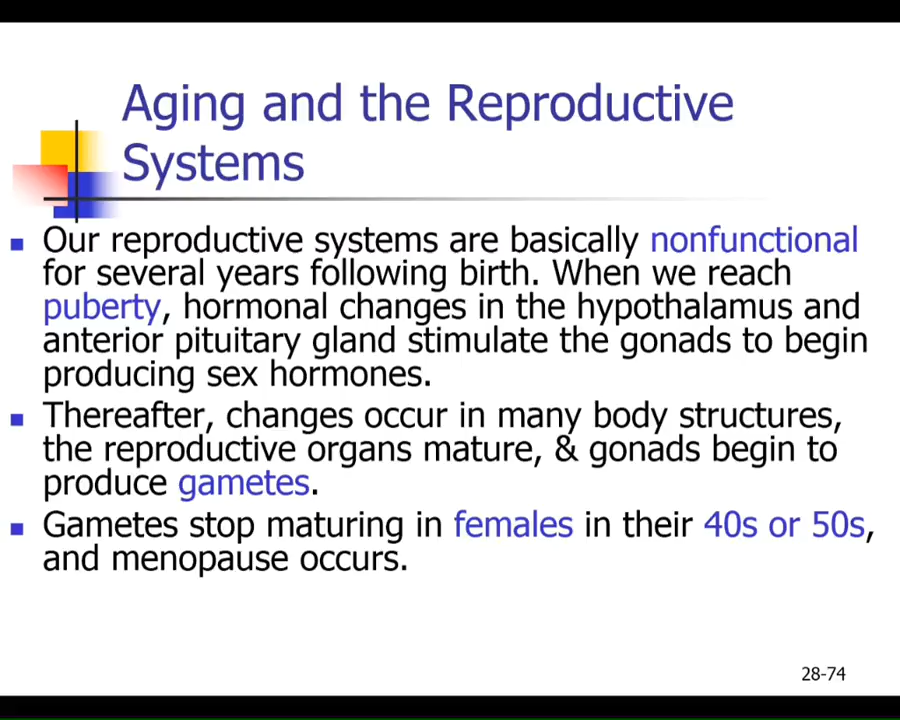 Aging and the Reproductive
Systems
Our reproductive systems are basically nonfunctional
for several years following birth. When we reach
puberty, hormonal changes in the hypothalamus and
anterior pituitary gland stimulate the gonads to begin
producing sex hormones.
Thereafter, changes occur in many body structures,
the reproductive organs mature, & gonads begin to
produce gametes.
Gametes stop maturing in females in their 40s or 50s,
and menopause occurs.
28-74